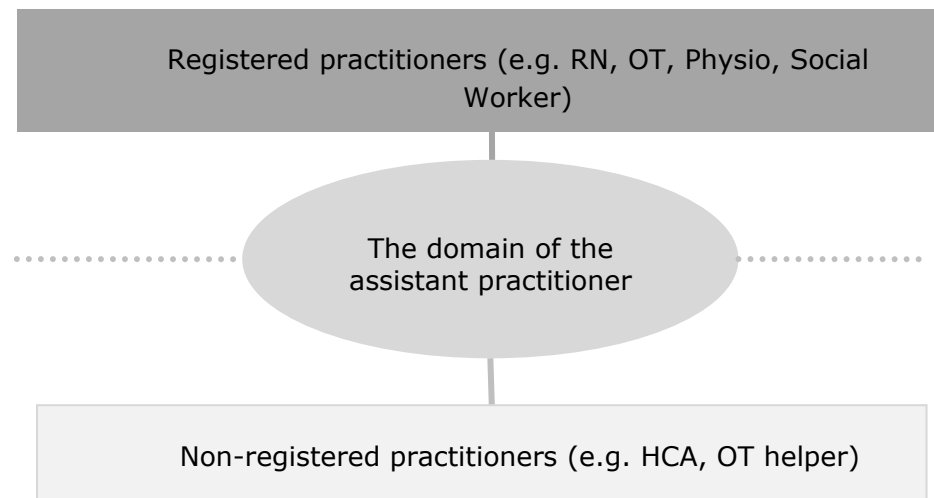 Registered practitioners (e.g. RN, OT, Physio, Social
Worker)
The domain of the
assistant practitioner
Non-registered practitioners (e.g. HCA, OT helper)